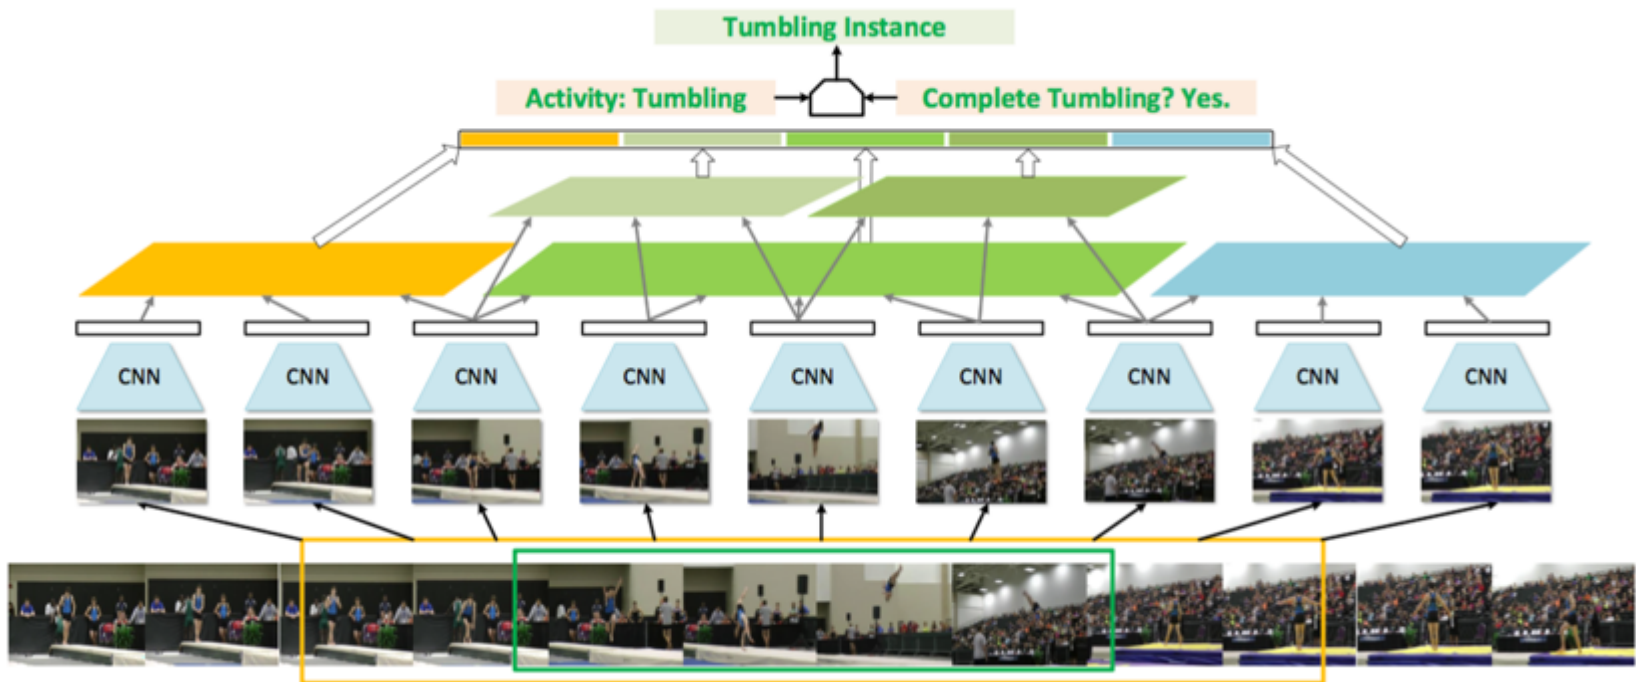 Tumbling Instance
Activity: Tumbling
Complete Tumbling? Yes.
CNN CNN CNN CNN CNN CNN CNN CNN CNN